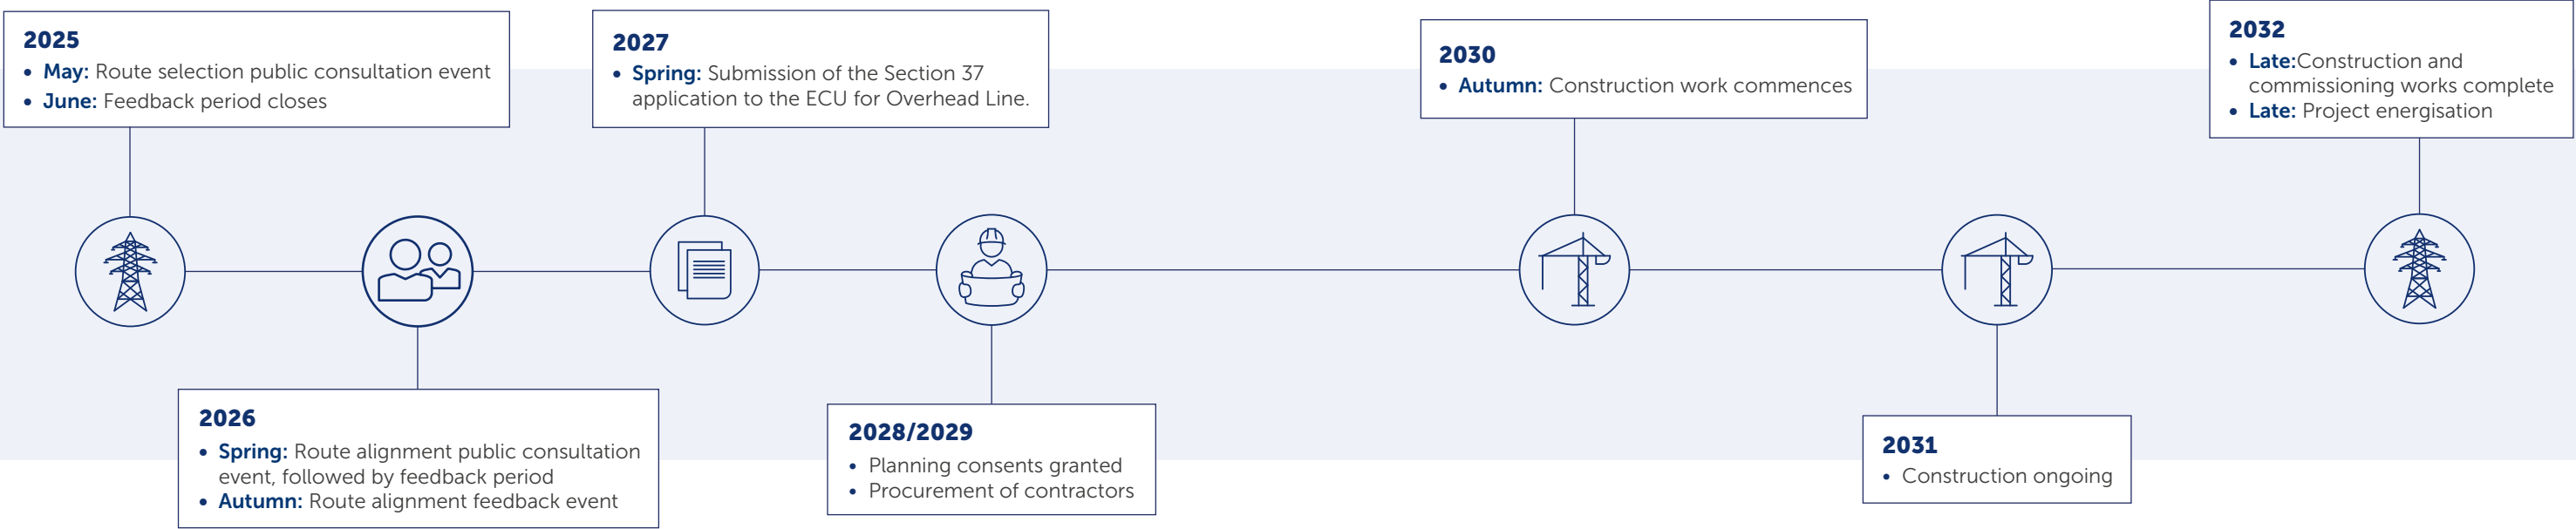 2025
• May: Route selection public consultation event
• June: Feedback period closes
2026
• Spring: Route alignment public consultation
event, followed by feedback period
• Autumn: Route alignment feedback event
2027
• Spring: Submission of the Section 37
application to the ECU for Overhead Line.
2028/2029
• Planning consents granted
• Procurement of contractors
2030
• Autumn: Construction work commences
2031
• Construction ongoing
2032
• Late:Construction and
commissioning works complete
• Late: Project energisation